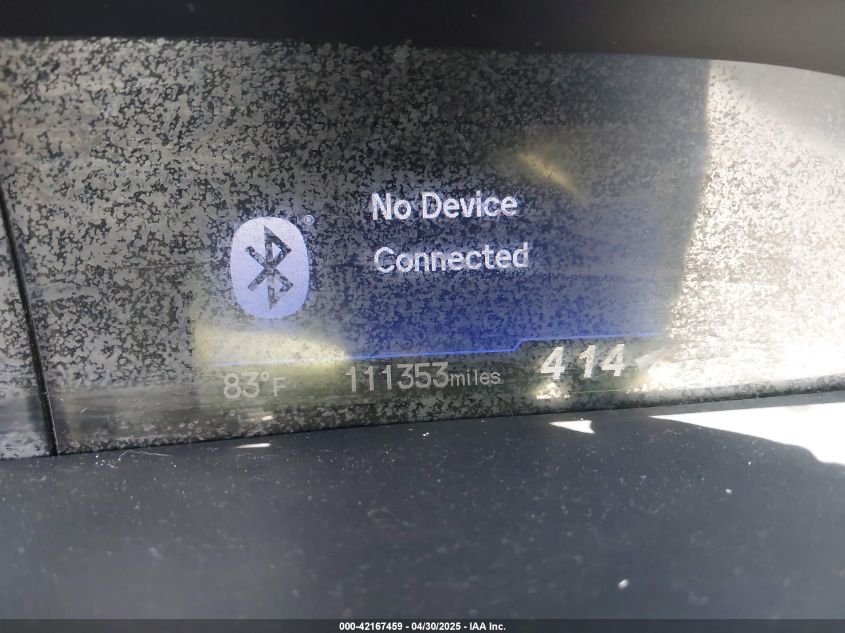 No Device
Connected
83°F 111353miles 4 14
000-42167459 - 04/30/2025 - IAA Inc.